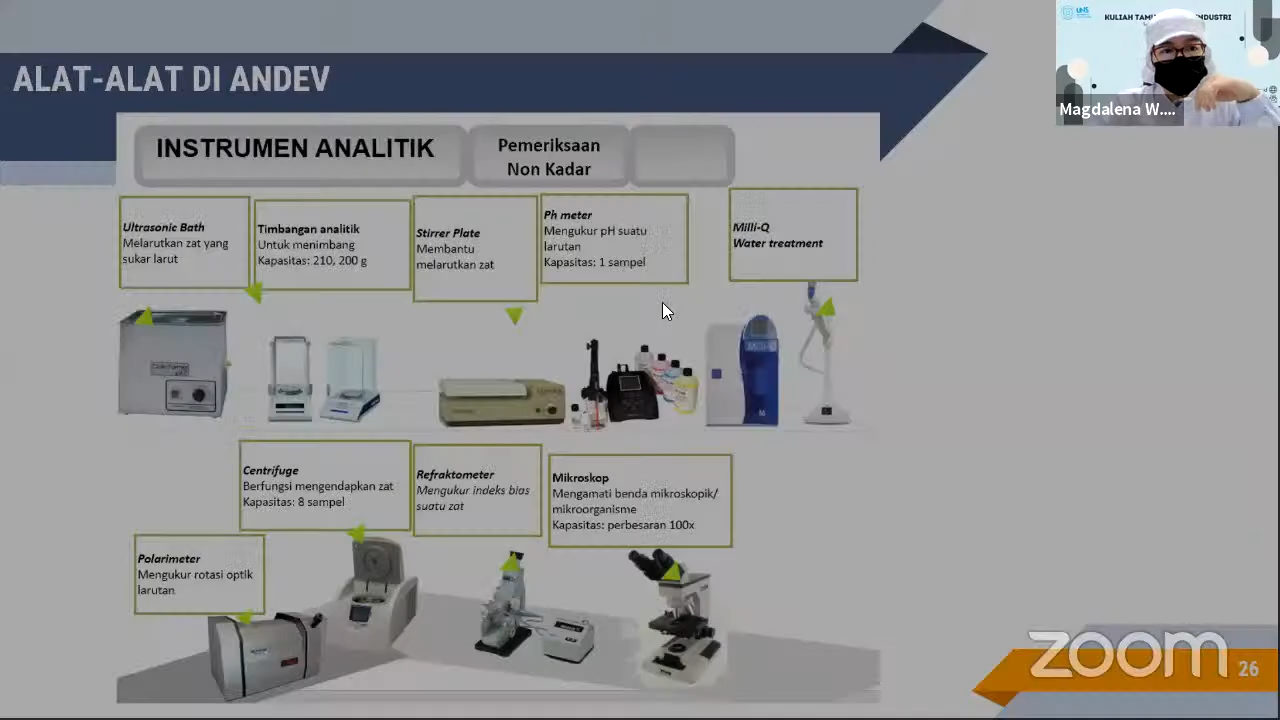 ALAT-ALAT DI ANDEV
INSTRUMEN ANALITIK
Pemeriksaan
Non Kadar
Ultrasonic Bath
Melarutkan zat yang
sukar larut
Timbangan analitik
Untuk menimbang
Kapasitas: 210, 200 g
Stirrer Plate
Membantu
melarutkan zat
Ph meter
Mengukur pH suatu
larutan
Kapasitas: 1 sampel
Milli-Q
Water treatment
Centrifuge
Berfungsi mengendapkan zat
Kapasitas: 8 sampel
Refraktometer
Mengukur indeks bias
suatu zat
Mikroskop
Mengamati benda mikroskopik/
mikroorganisme
Kapasitas: perbesaran 100x
Polarimeter
Mengukur rotasi optik
larutan
UNS
KULIAH
Magdalena W....
zoom
26